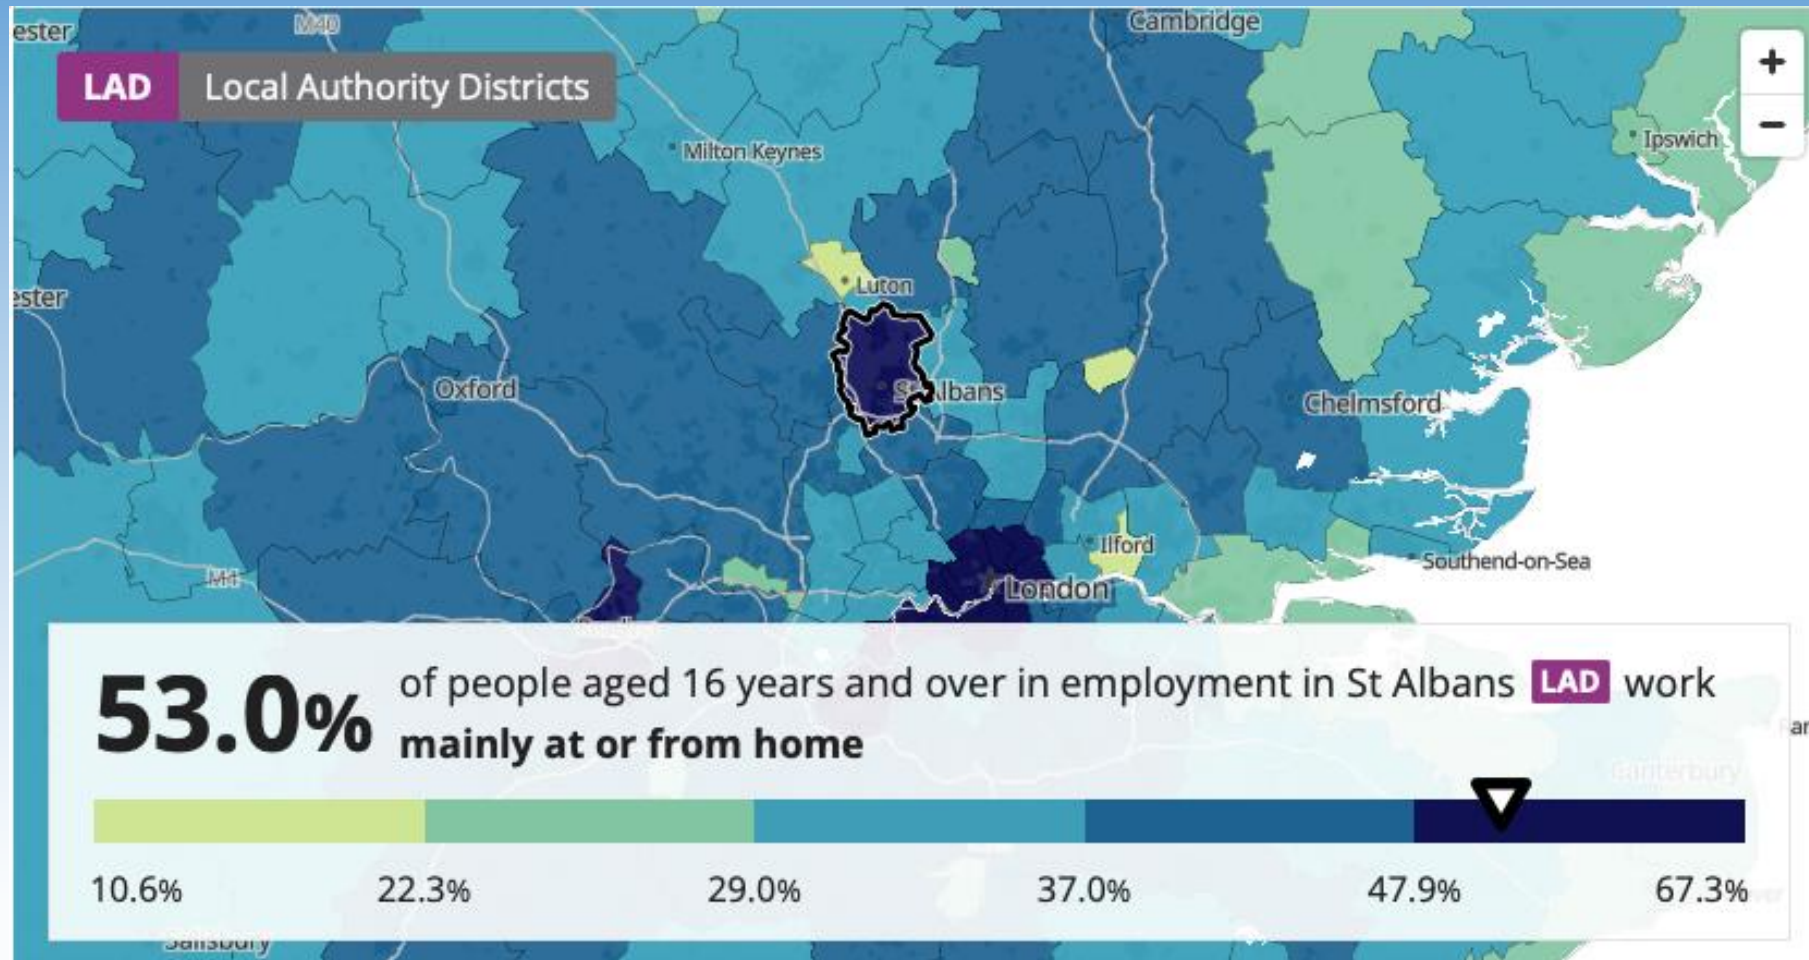 ester
M40
Cambridge
LAD Local Authority Districts
+
−
Milton Keynes
Ipswich
Luton
ester
Oxford
St Albans
Chelmsford
Ilford
Southend-on-Sea
London
53.0% of people aged 16 years and over in employment in St Albans LAD work
mainly at or from home
Canterbury
10.6% 22.3% 29.0% 37.0% 47.9% 67.3%
Salisbury